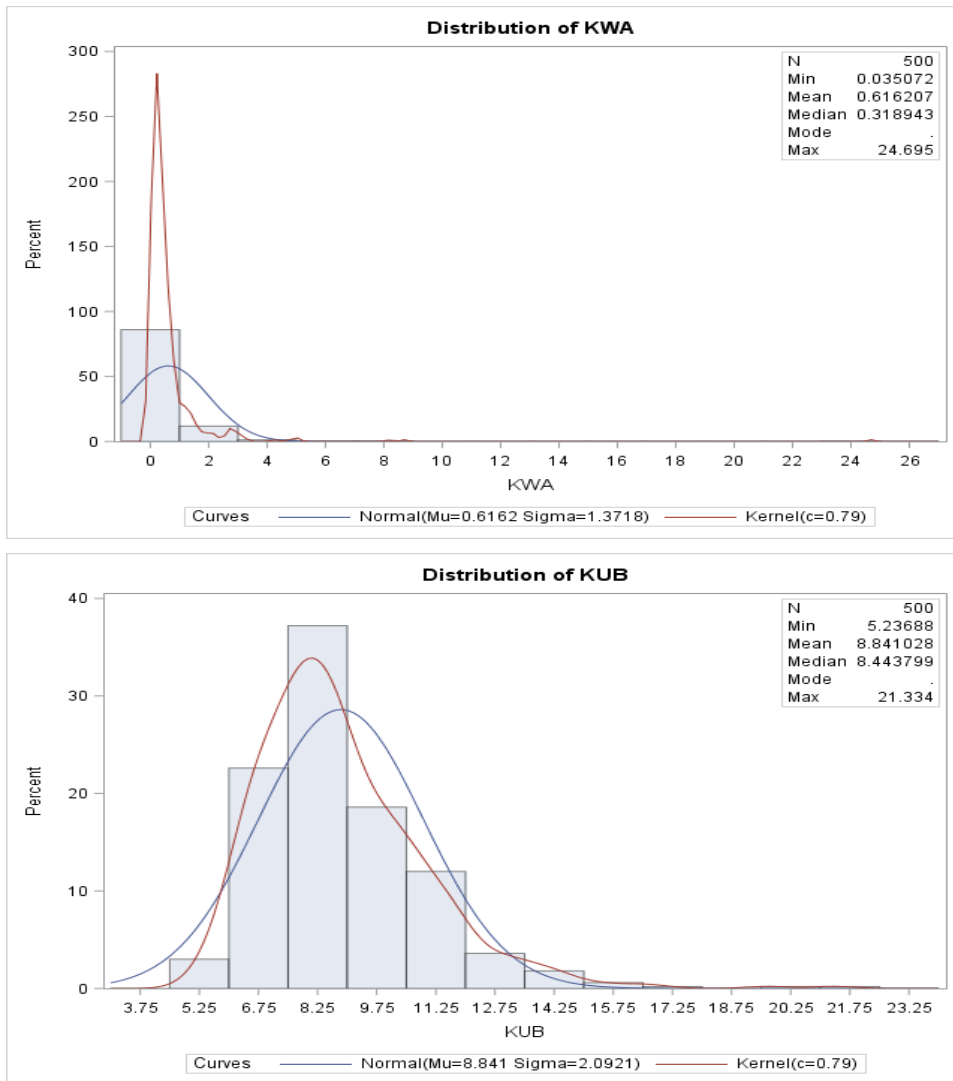 Distribution of KWA
300
250
200
150
100
50
0
Percent
N 500
Min 0.035072
Mean 0.616207
Median 0.318943
Mode .
Max 24.695
0 2 4 6 8 10 12 14 16 18 20 22 24 26
KWA
Curves Normal(Mu=0.6162 Sigma=1.3718) Kernel(c=0.79)
Distribution of KUB
40
30
20
10
0
Percent
N 500
Min 5.23688
Mean 8.841028
Median 8.443799
Mode .
Max 21.334
3.75 5.25 6.75 8.25 9.75 11.25 12.75 14.25 15.75 17.25 18.75 20.25 21.75 23.25
KUB
Curves Normal(Mu=8.841 Sigma=2.0921) Kernel(c=0.79)